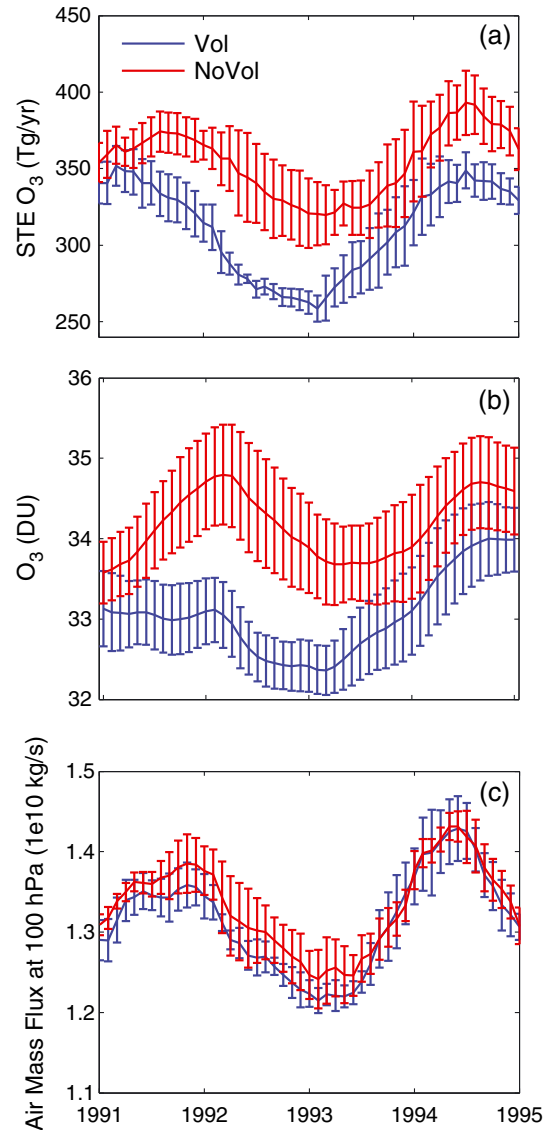 450
400
350
300
250
STE O3 (Tg/yr)
Vol
NoVol
(a)
36
35
34
33
32
O3 (DU)
(b)
1.5
1.4
1.3
1.2
1.1
Air Mass Flux at 100 hPa (1e10 kg/s)
(c)
1991 1992 1993 1994 1995